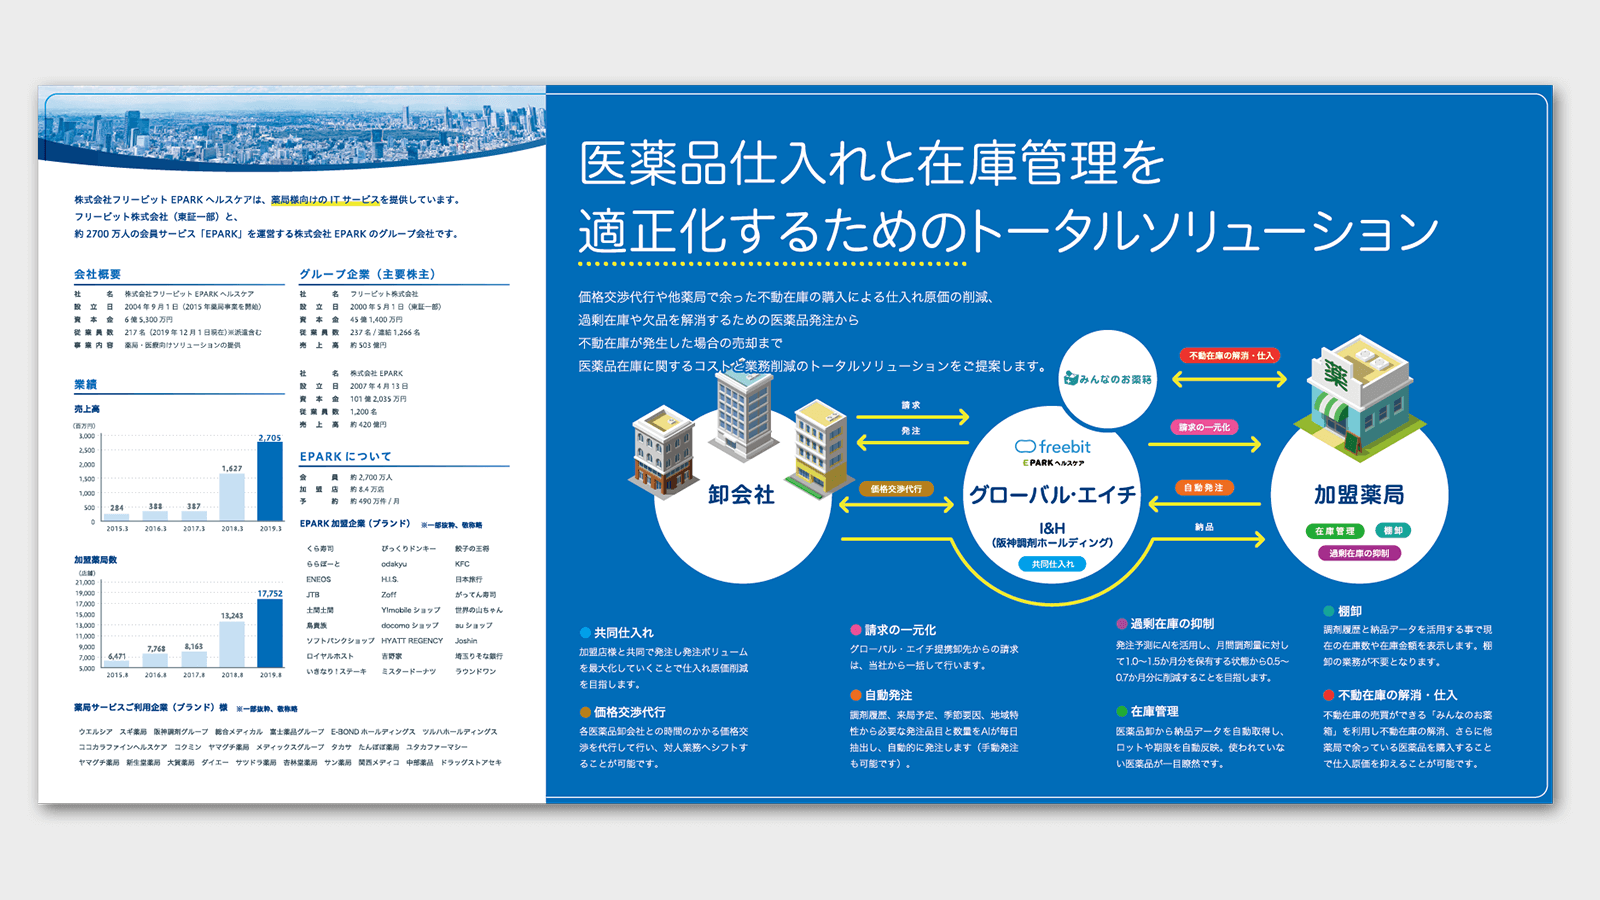 株式会社フリービット EPARK ヘルスケアは、薬局様向けの IT サービスを提供しています。
フリービット株式会社（東証一部）と、
約 2700 万人の会員サービス「EPARK」を運営する株式会社 EPARK のグループ会社です。
会社概要
社名 株式会社フリービット EPARK ヘルスケア
設立日 2004 年 9 月 1 日（2015 年薬局事業を開始）
資本金 6 億 5,300 万円
従業員数 217 名（2019 年 12 月 1 日現在）※派遣含む
事業内容 薬局・医療向けソリューションの提供
グループ企業（主要株主）
社名 フリービット株式会社
設立日 2000 年 5 月 1 日（東証一部）
資本金 45 億 1,400 万円
従業員数 237 名 / 連結 1,266 名
売上高 約 503 億円
社名 株式会社 EPARK
設立日 2007 年 4 月 13 日
資本金 101 億 2,035 万円
従業員数 1,200 名
売上高 約 420 億円
業績
売上高
（百万円）
3,000
2,500
2,000
1,500
1,000
500
0
284
388
387
1,627
2,705
2015.3 2016.3 2017.3 2018.3 2019.3
加盟薬局数
（店舗）
21,000
19,000
17,000
15,000
13,000
11,000
9,000
7,000
5,000
6,471
7,768
8,163
13,243
17,752
2015.8 2016.8 2017.8 2018.8 2019.8
EPARK について
会員 約 2,700 万人
加盟店 約 8.4 万店
予約 約 490 万件 / 月
EPARK 加盟企業（ブランド） ※一部抜粋、敬称略
くら寿司 びっくりドンキー 餃子の王将
ららぽーと odakyu KFC
ENEOS H.I.S. 日本旅行
JTB Zoff がってん寿司
土間土間 Y!mobile ショップ 世界の山ちゃん
鳥貴族 docomo ショップ au ショップ
ソフトバンクショップ HYATT REGENCY Joshin
ロイヤルホスト 吉野家 埼玉りそな銀行
いきなり！ステーキ ミスタードーナツ ラウンドワン
薬局サービスご利用企業（ブランド）様 ※一部抜粋、敬称略
ウエルシア スギ薬局 阪神調剤グループ 総合メディカル 富士薬品グループ E-BOND ホールディングス ツルハホールディングス
ココカラファインヘルスケア コクミン ヤマグチ薬局 メディックスグループ タカサ たんぽぽ薬局 ユタカファーマシー
ヤマグチ薬局 新生堂薬局 大賀薬局 ダイエー サツドラ薬局 杏林堂薬局 サン薬局 関西メディコ 中部薬品 ドラッグストアセキ
医薬品仕入れと在庫管理を
適正化するためのトータルソリューション
価格交渉代行や他薬局で余った不動在庫の購入による仕入れ原価の削減、
過剰在庫や欠品を解消するための医薬品発注から
不動在庫が発生した場合の売却まで
医薬品在庫に関するコストと業務削減のトータルソリューションをご提案します。
みんなのお薬箱
不動在庫の解消・仕入
請求
発注
請求の一元化
freebit
EPARK ヘルスケア
薬
価格交渉代行
自動発注
卸会社
グローバル・エイチ
加盟薬局
納品
I&H
（阪神調剤ホールディング）
共同仕入れ
在庫管理
棚卸
過剰在庫の抑制
共同仕入れ
加盟店様と共同で発注し発注ボリューム
を最大化していくことで仕入れ原価削減
を目指します。
価格交渉代行
各医薬品卸会社との時間のかかる価格交
渉を代行して行い、対人業務へシフトす
ることが可能です。
請求の一元化
グローバル・エイチ提携卸先からの請求
は、当社から一括して行います。
自動発注
調剤履歴、来局予定、季節要因、地域特
性から必要な発注品目と数量をAIが毎日
抽出し、自動的に発注します（手動発注
も可能です）。
過剰在庫の抑制
発注予測にAIを活用し、月間調剤量に対し
て1.0〜1.5か月分を保有する状態から0.5〜
0.7か月分に削減することを目指します。
在庫管理
医薬品卸から納品データを自動取得し、
ロットや期限を自動反映。使われていな
い医薬品が一目瞭然です。
棚卸
調剤履歴と納品データを活用する事で現
在の在庫数や在庫金額を表示します。棚
卸の業務が不要となります。
不動在庫の解消・仕入
不動在庫の売買ができる「みんなのお薬
箱」を利用し不動在庫の解消、さらに他
薬局で余っている医薬品を購入すること
で仕入原価を抑えることが可能です。